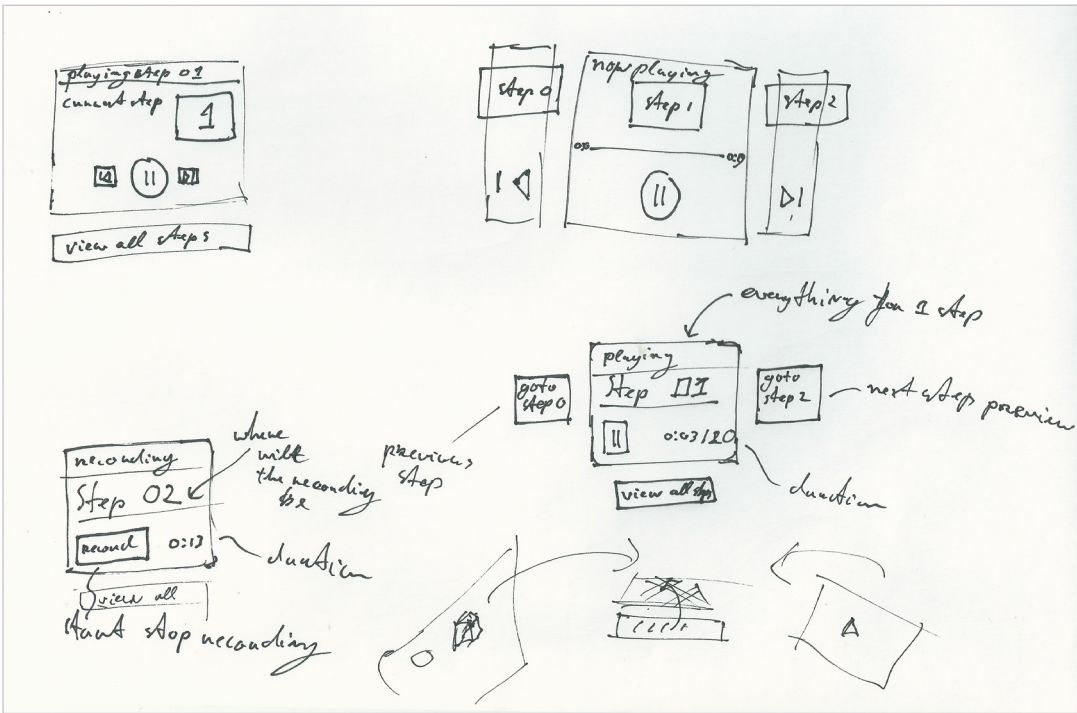 playing step 01
current step
1
view all steps
step 0
now playing
step 1
0:0
step 2
everything for 1 step
playing
Step 01
0:03/20
goto
step 0
goto
step 2
next step preview
previous
step
view all steps
duration
where
will
the recording
be
recording
Step 02
record
0:13
duration
view all
start stop recording